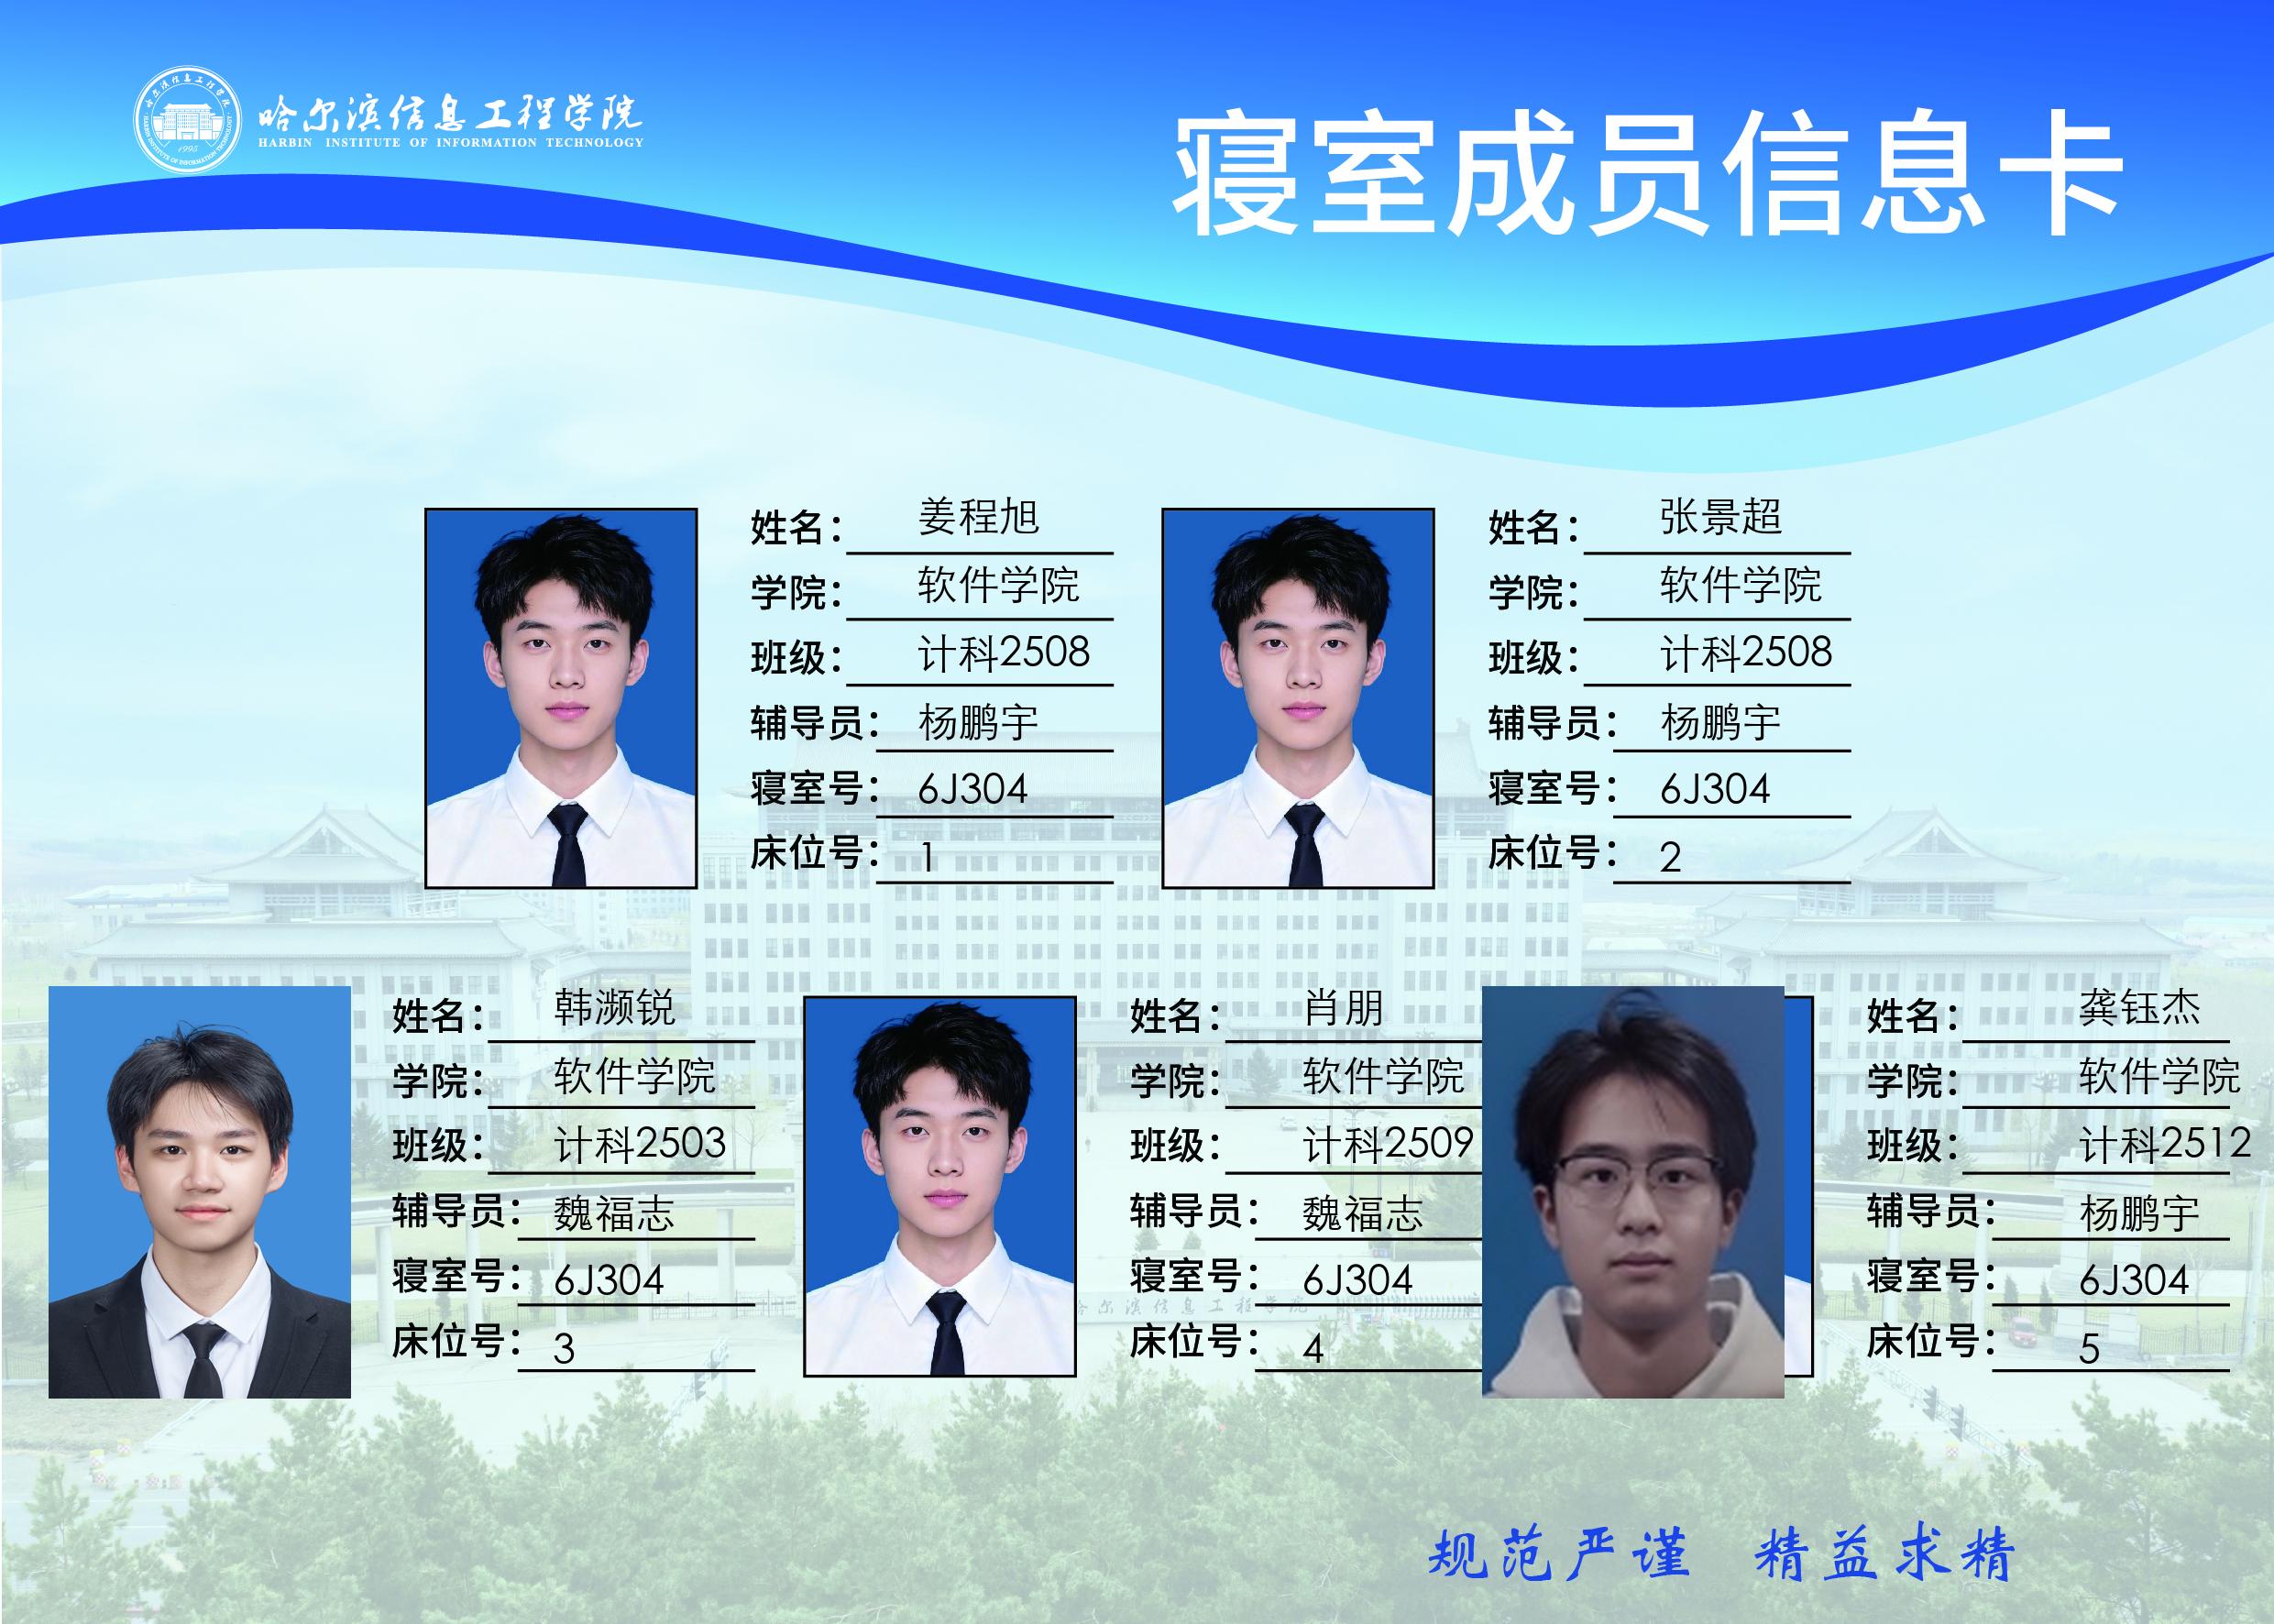 哈尔滨信息工程学院
HARBIN INSTITUTE OF INFORMATION TECHNOLOGY
1995
寝室成员信息卡
姓名： 姜程旭
学院： 软件学院
班级： 计科2508
辅导员： 杨鹏宇
寝室号： 6J304
床位号： 1
姓名： 张景超
学院： 软件学院
班级： 计科2508
辅导员： 杨鹏宇
寝室号： 6J304
床位号： 2
姓名： 韩濒锐
学院： 软件学院
班级： 计科2503
辅导员： 魏福志
寝室号： 6J304
床位号： 3
姓名： 肖朋
学院： 软件学院
班级： 计科2509
辅导员： 魏福志
寝室号： 6J304
床位号： 4
姓名： 龚钰杰
学院： 软件学院
班级： 计科2512
辅导员： 杨鹏宇
寝室号： 6J304
床位号： 5
哈尔滨信息工程学院
规范严谨 精益求精